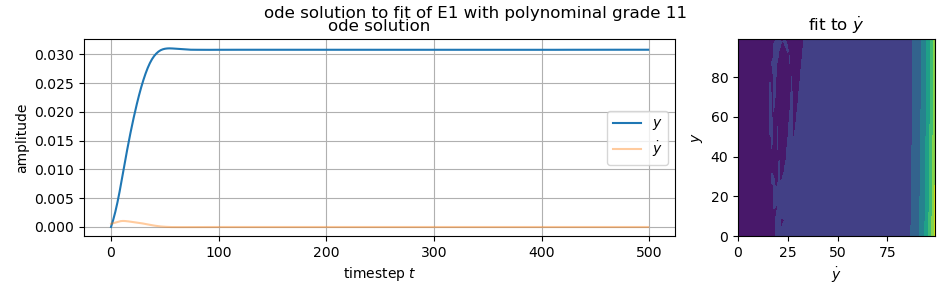 ode solution to fit of E1 with polynominal grade 11
ode solution
fit to ẏ
amplitude
0.030
0.025
0.020
0.015
0.010
0.005
0.000
0
100
200
300
400
500
timestep t
y
ẏ
y
80
60
40
20
0
0
25
50
75
ẏ